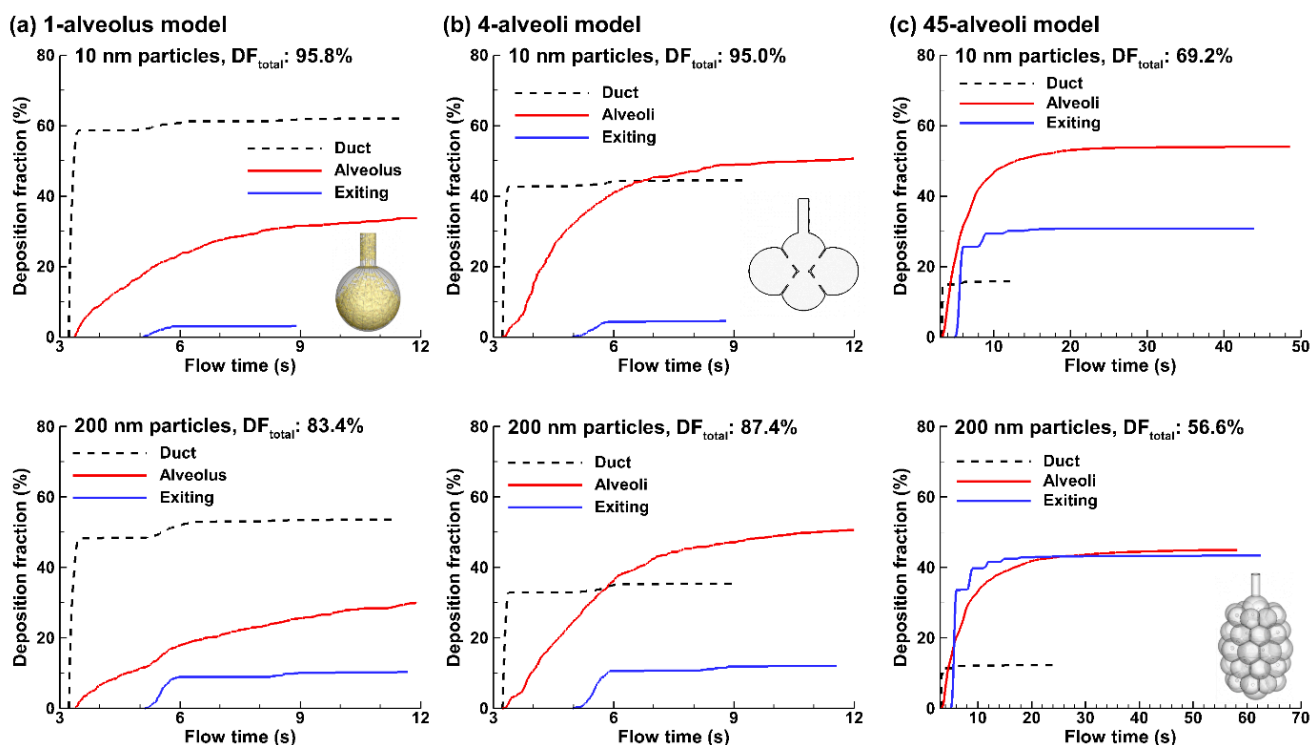 (a) 1-alveolus model
10 nm particles, DFtotal: 95.8%
Deposition fraction (%)
80
60
40
20
0
Duct
Alveolus
Exiting
3 6 9 12
Flow time (s)
(b) 4-alveoli model
10 nm particles, DFtotal: 95.0%
Deposition fraction (%)
80
60
40
20
0
Duct
Alveoli
Exiting
3 6 9 12
Flow time (s)
(c) 45-alveoli model
10 nm particles, DFtotal: 69.2%
Deposition fraction (%)
80
60
40
20
0
Duct
Alveoli
Exiting
10 20 30 40 50
Flow time (s)
200 nm particles, DFtotal: 83.4%
Deposition fraction (%)
80
60
40
20
0
Duct
Alveolus
Exiting
3 6 9 12
Flow time (s)
200 nm particles, DFtotal: 87.4%
Deposition fraction (%)
80
60
40
20
0
Duct
Alveoli
Exiting
3 6 9 12
Flow time (s)
200 nm particles, DFtotal: 56.6%
Deposition fraction (%)
80
60
40
20
0
Duct
Alveoli
Exiting
10 20 30 40 50 60 70
Flow time (s)